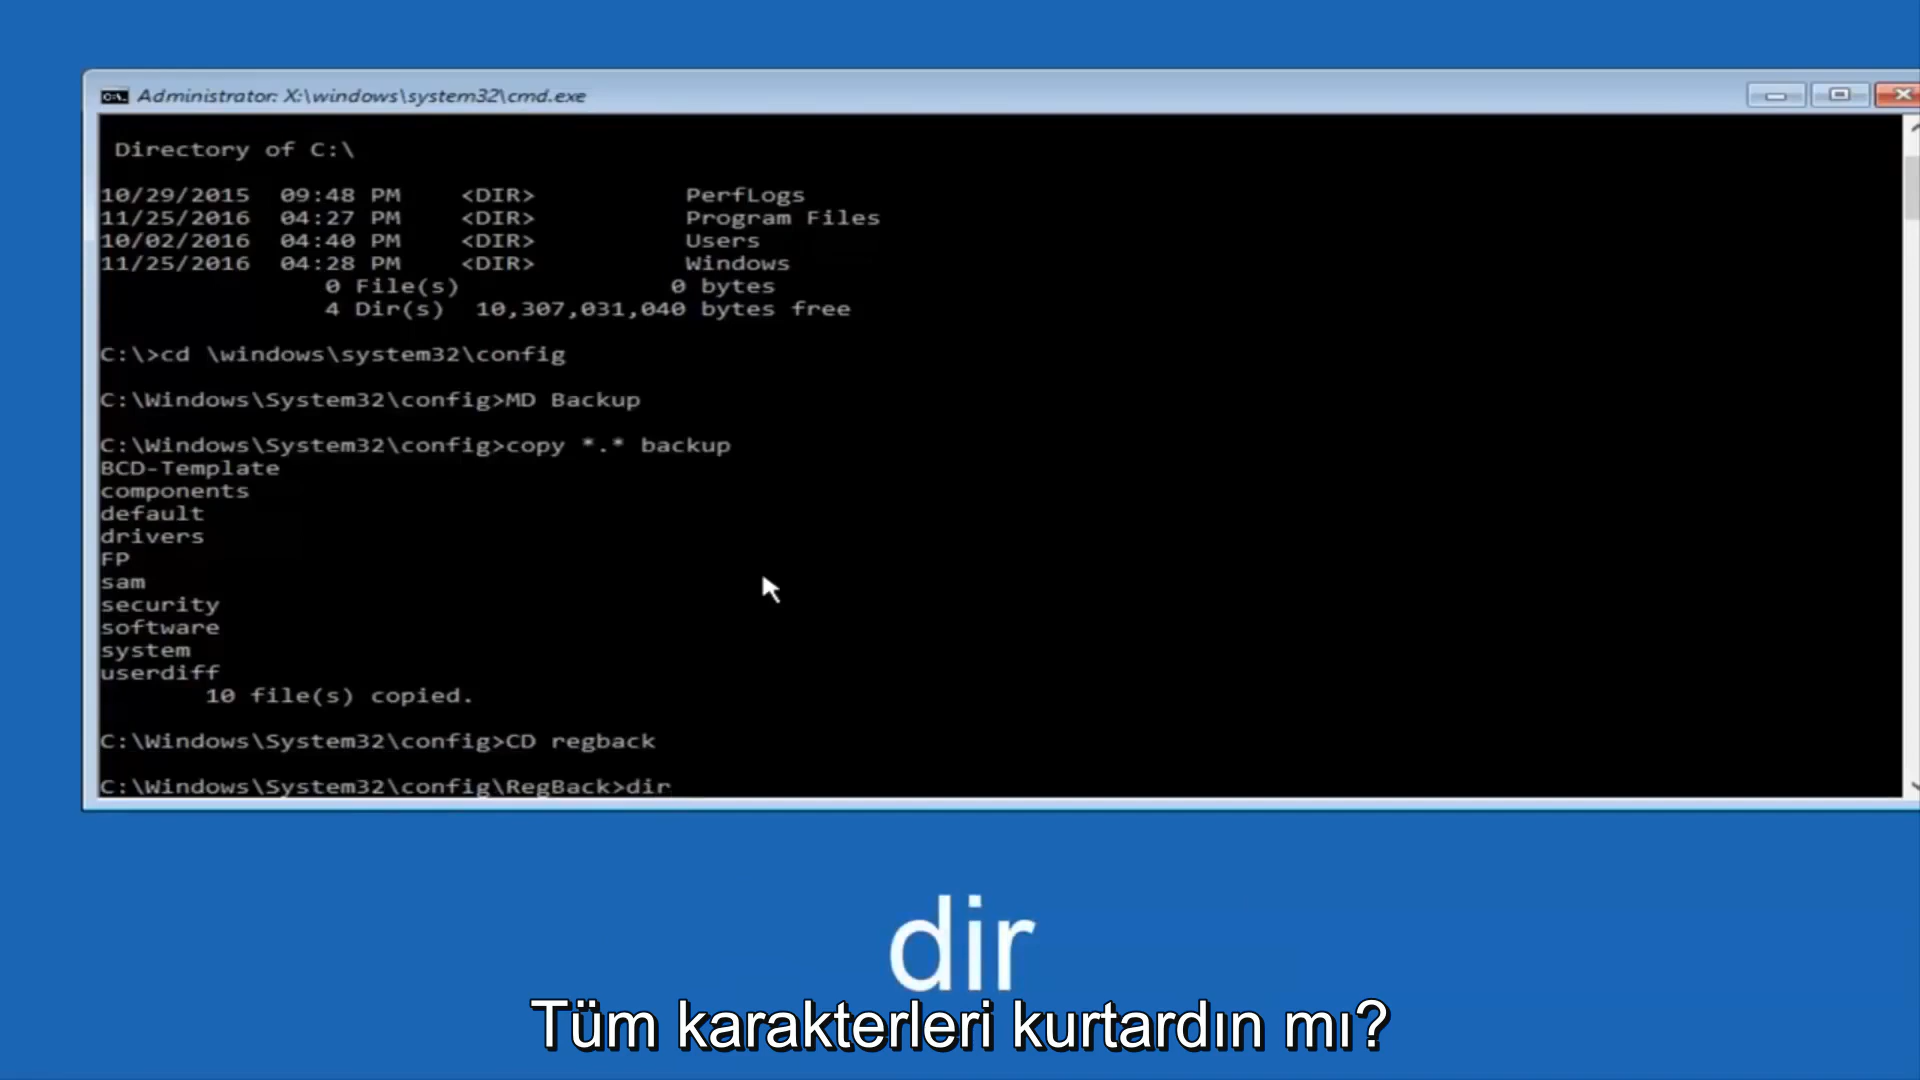 Administrator: X:\windows\system32\cmd.exe
Directory of C:\
10/29/2015  09:48 PM    <DIR>          PerfLogs
11/25/2016  04:27 PM    <DIR>          Program Files
10/02/2016  04:40 PM    <DIR>          Users
11/25/2016  04:28 PM    <DIR>          Windows
0 File(s)              0 bytes
4 Dir(s)  10,307,031,040 bytes free
C:\>cd \windows\system32\config
C:\Windows\System32\config>MD Backup
C:\Windows\System32\config>copy *.* backup
BCD-Template
components
default
drivers
FP
sam
security
software
system
userdiff
10 file(s) copied.
C:\Windows\System32\config>CD regback
C:\Windows\System32\config\RegBack>dir
dir
Tüm karakterleri kurtardın mı?